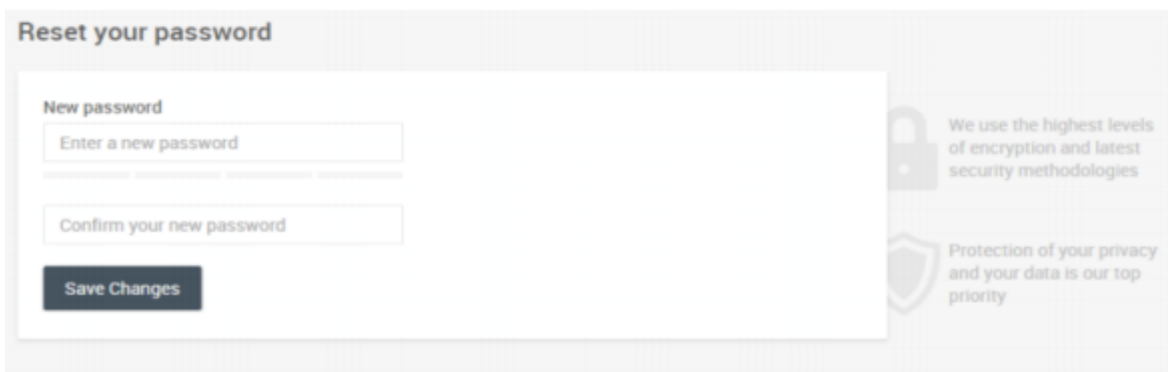 Reset your password
New password
Enter a new password
Confirm your new password
Save Changes
We use the highest levels
of encryption and latest
security methodologies
Protection of your privacy
and your data is our top
priority